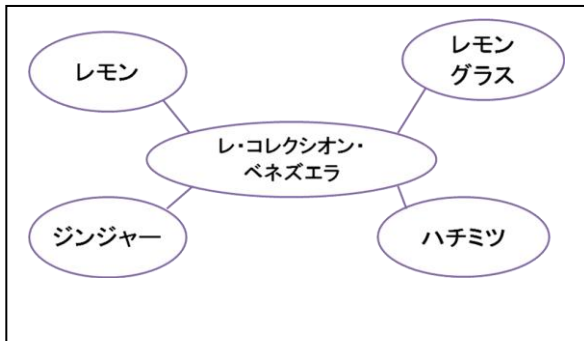 レモン
レモン
グラス
レ・コレクシオン・
ベネズエラ
ジンジャー
ハチミツ